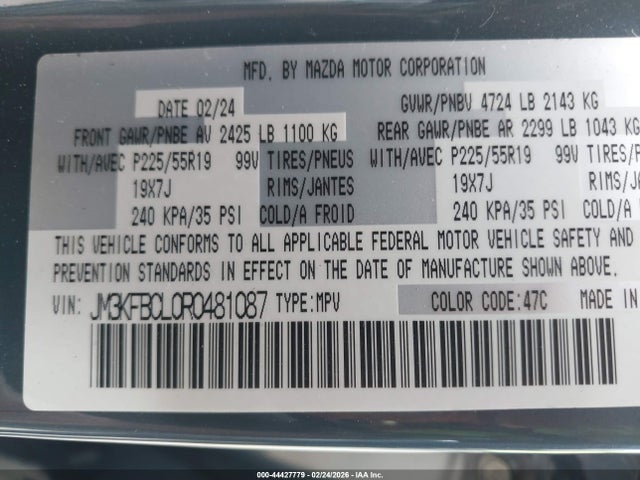 MFD. BY MAZDA MOTOR CORPORATION
DATE 02/24 GVWR/PNBV 4724 LB 2143 KG
FRONT GAWR/PNBE AV 2425 LB 1100 KG REAR GAWR/PNBE AR 2299 LB 1043 KG
WITH/AVEC P225/55R19 99V TIRES/PNEUS WITH/AVEC P225/55R19 99V TIRES/P
19X7J RIMS/JANTES 19X7J RIMS/JA
240 KPA/35 PSI COLD/A FROID 240 KPA/35 PSI COLD/A
THIS VEHICLE CONFORMS TO ALL APPLICABLE FEDERAL MOTOR VEHICLE SAFETY AND
PREVENTION STANDARDS IN EFFECT ON THE DATE OF MANUFACTURE SHOWN ABOVE.
VIN: JM3KFBCL0R0481087 TYPE:MPV COLOR CODE:47C MADE IN
000-44427779 - 02/24/2026 - IAA Inc.